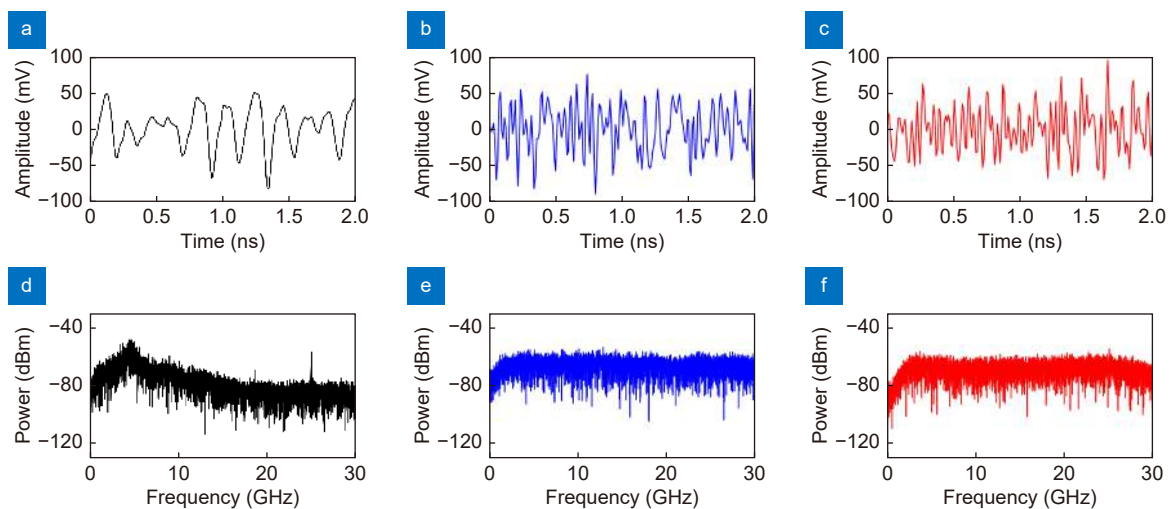 a
b
c
100
50
0
−50
−100
Amplitude (mV)
0 0.5 1.0 1.5 2.0
Time (ns)
100
50
0
−50
−100
Amplitude (mV)
0 0.5 1.0 1.5 2.0
Time (ns)
100
50
0
−50
−100
Amplitude (mV)
0 0.5 1.0 1.5 2.0
Time (ns)
d
e
f
−40
−80
−120
Power (dBm)
0 10 20 30
Frequency (GHz)
−40
−80
−120
Power (dBm)
0 10 20 30
Frequency (GHz)
−40
−80
−120
Power (dBm)
0 10 20 30
Frequency (GHz)